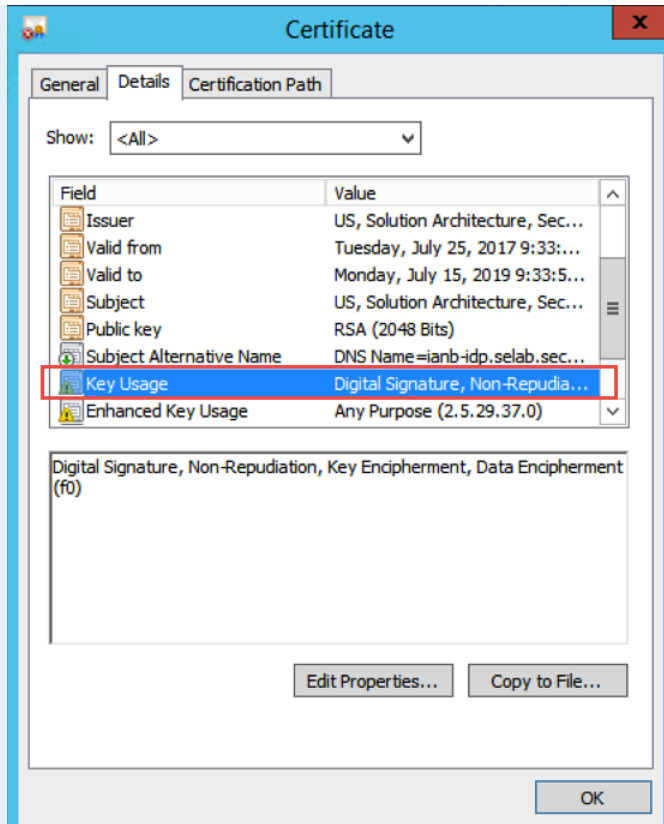 Certificate
x
General Details Certification Path
Show: <All>
Field Value
Issuer US, Solution Architecture, Sec...
Valid from Tuesday, July 25, 2017 9:33:...
Valid to Monday, July 15, 2019 9:33:5...
Subject US, Solution Architecture, Sec...
Public key RSA (2048 Bits)
Subject Alternative Name DNS Name=ianb-idp.selab.sec...
Key Usage Digital Signature, Non-Repudia...
Enhanced Key Usage Any Purpose (2.5.29.37.0)
Digital Signature, Non-Repudiation, Key Encipherment, Data Encipherment
(f0)
Edit Properties... Copy to File...
OK